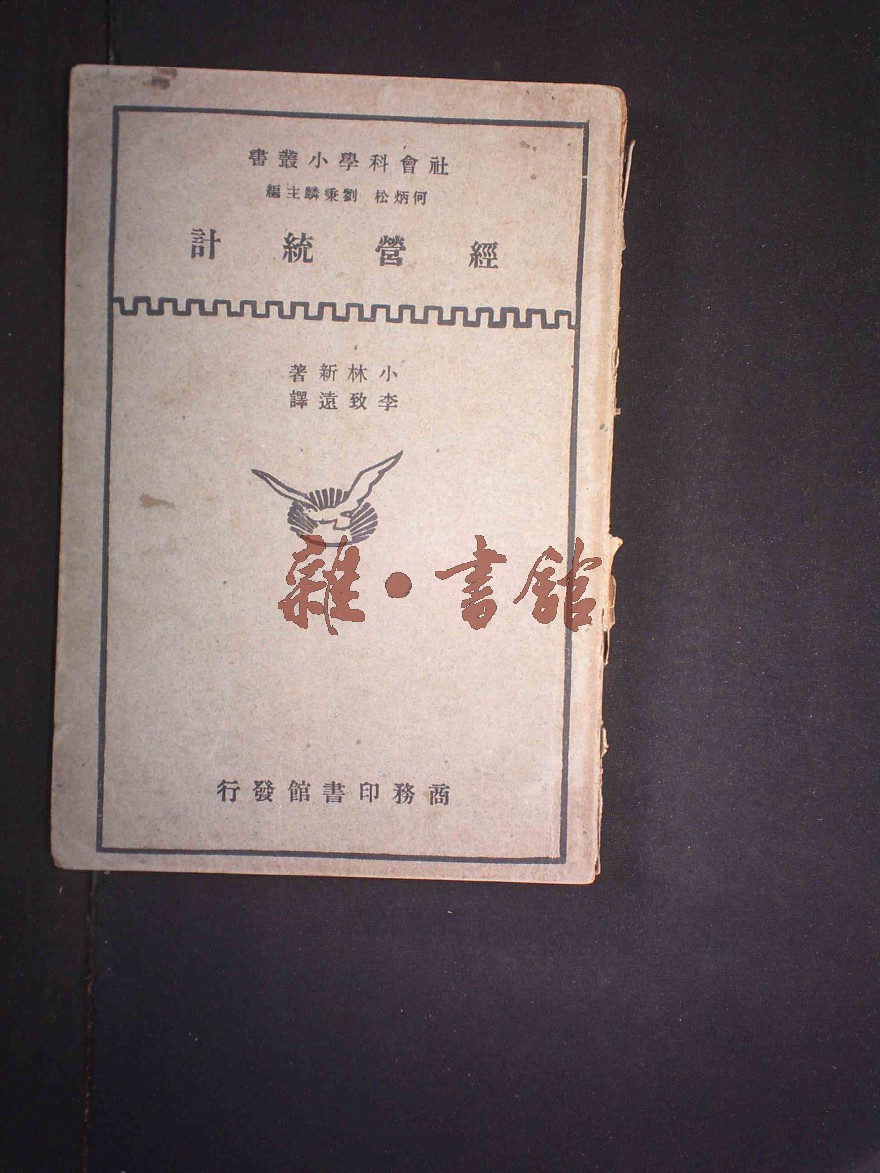 社會科學小叢書
何炳松 劉秉麟主編
經營統計
小林新著
李致遠譯
雜·書館
商務印書館發行